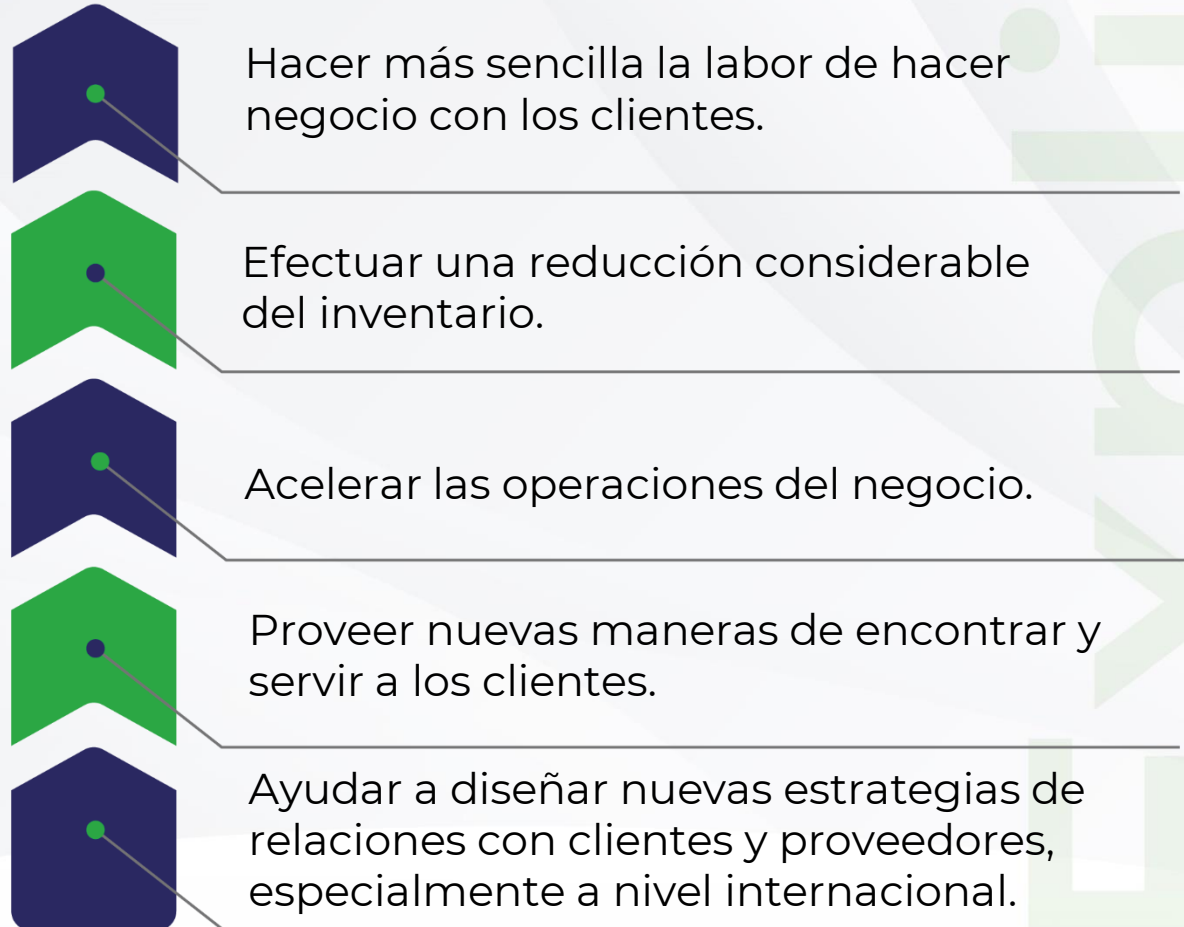 Hacer más sencilla la labor de hacer
negocio con los clientes.
Efectuar una reducción considerable
del inventario.
Acelerar las operaciones del negocio.
Proveer nuevas maneras de encontrar y
servir a los clientes.
Ayudar a diseñar nuevas estrategias de
relaciones con clientes y proveedores,
especialmente a nivel internacional.